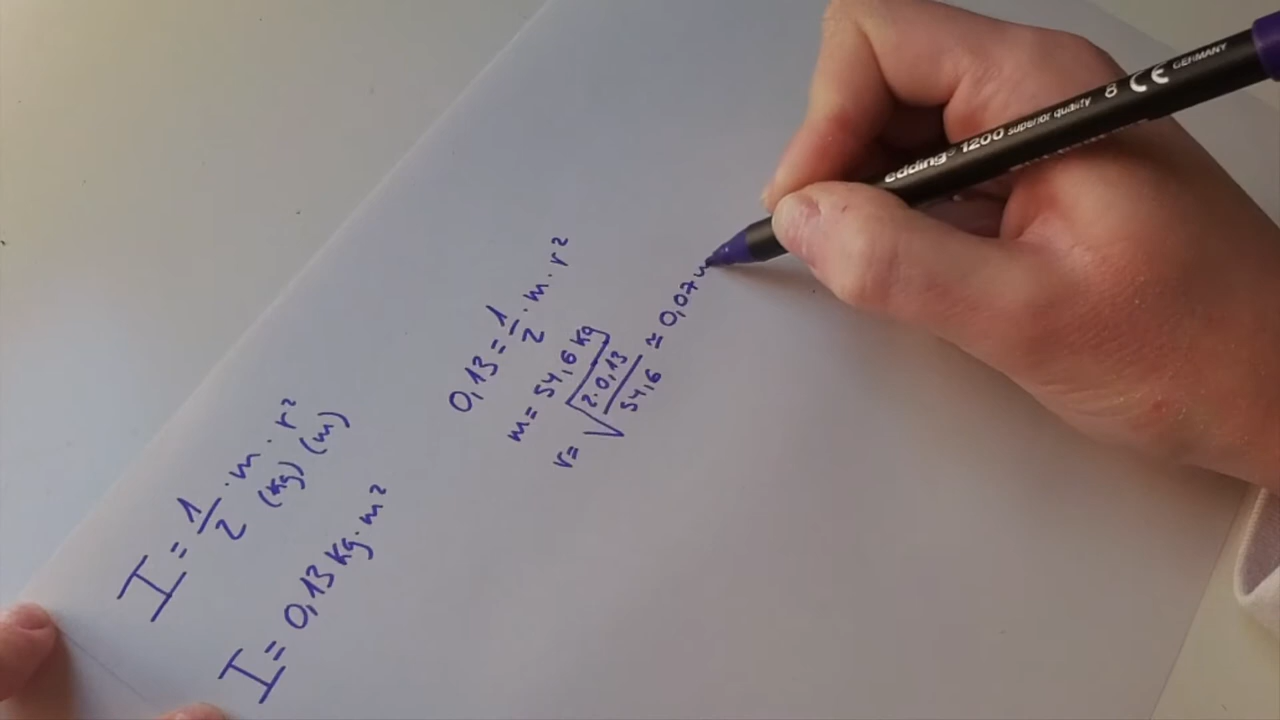 I = 1/2 · m · r²
(kg) (m)
I = 0,13 kg · m²
0,13 = 1/2 · m · r²
m = 54,6 kg
r = √(2·0,13/54,6) ≃ 0,07
edding 1200 superior quality 8 CE GERMANY